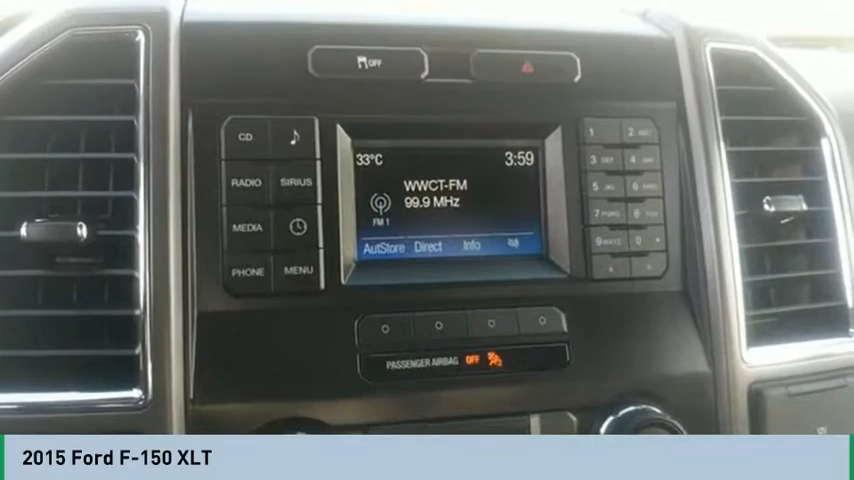 OFF
CD
RADIO SIRIUS
MEDIA
PHONE MENU
33°C 3:59
WWCT-FM
99.9 MHz
FM 1
AutStore Direct Info
1 2 ABC
3 DEF 4 GHI
5 JKL 6 MNO
7 PQRS 8 TUV
9 WXYZ 0
PASSENGER AIRBAG OFF
2015 Ford F-150 XLT